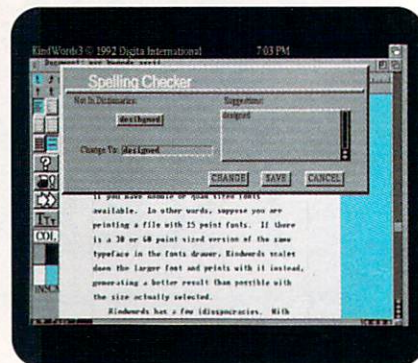 KindWords3 © 1992 Digita International 7:03 PM
Spelling Checker
Not In Dictionaries:
Suggestions:
desihgned
designed
Change To: designed
CHANGE SAVE CANCEL
if you have double or quad sized fonts
available. In other words, suppose you are
printing a file with 15 point fonts. If there
is a 30 or 60 point sized version of the same
typeface in the fonts drawer, Kindwords scales
down the larger font and prints with it instead,
generating a better result than possible with
the size actually selected.
Kindwords has a few idiosyncracies. With
?
COL